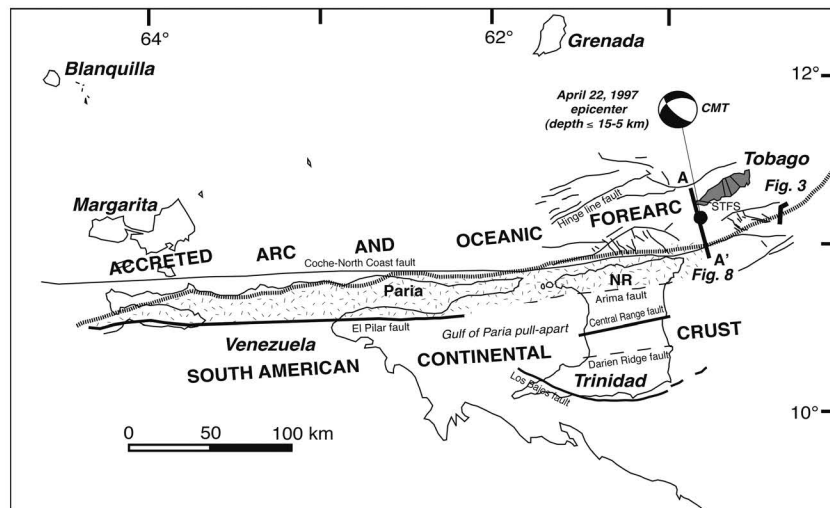 64°
62°
Grenada
Blanquilla
12°
April 22, 1997
epicenter
(depth ≤ 15-5 km)
CMT
Tobago
A
Fig. 3
Margarita
STFS
Hinge line fault
FOREARC
ACCRETED ARC AND OCEANIC
Coche-North Coast fault
A'
Fig. 8
NR
Paria
Arima fault
Central Range fault
El Pilar fault
Gulf of Paria pull-apart
CRUST
Venezuela
SOUTH AMERICAN CONTINENTAL
Darien Ridge fault
Trinidad
Los Bajos fault
10°
0 50 100 km